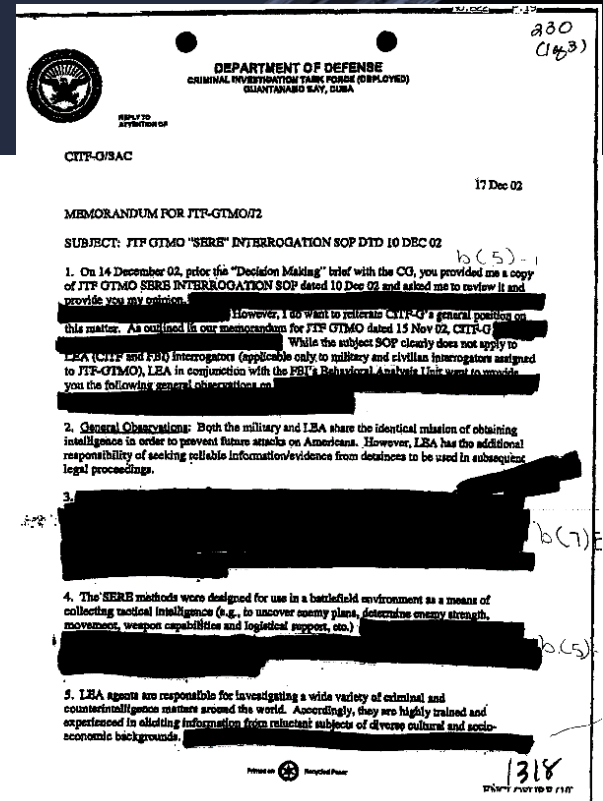 230
(1 of 3)
DEPARTMENT OF DEFENSE
CRIMINAL INVESTIGATION TASK FORCE (DEPLOYED)
GUANTANAMO BAY, CUBA
REPLY TO
ATTENTION OF
CITF-G/SAC
17 Dec 02
MEMORANDUM FOR JTF-GTMO/J2
SUBJECT: JTF GTMO "SERE" INTERROGATION SOP DTD 10 DEC 02
b(5)-1
1. On 14 December 02, prior the "Decision Making" brief with the CG, you provided me a copy
of JTF GTMO SERE INTERROGATION SOP dated 10 Dec 02 and asked me to review it and
provide you my opinion.
However, I do want to reiterate CITF-G's general position on
this matter. As outlined in our memorandum for JTF GTMO dated 15 Nov 02, CITF-G
While the subject SOP clearly does not apply to
LEA (CITF and FBI) interrogators (applicable only to military and civilian interrogators assigned
to JTF-GTMO), LEA in conjunction with the FBI's Behavioral Analysis Unit want to provide
you the following general observations on
2. General Observations: Both the military and LEA share the identical mission of obtaining
intelligence in order to prevent future attacks on Americans. However, LEA has the additional
responsibility of seeking reliable information/evidence from detainees to be used in subsequent
legal proceedings.
3.
b(7)E
4. The SERE methods were designed for use in a battlefield environment as a means of
collecting tactical intelligence (e.g., to uncover enemy plans, determine enemy strength,
movement, weapon capabilities and logistical support, etc.)
b(5)-
5. LEA agents are responsible for investigating a wide variety of criminal and
counterintelligence matters around the world. Accordingly, they are highly trained and
experienced in eliciting information from reluctant subjects of diverse cultural and socio-
economic backgrounds.
Printed on Recycled Paper
1318